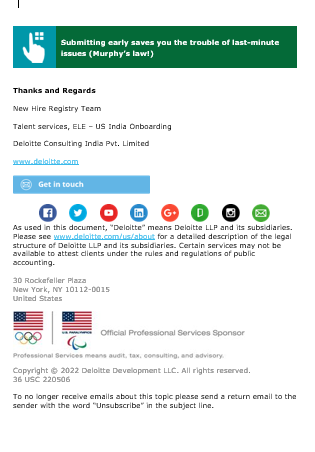 Submitting early saves you the trouble of last-minute
issues (Murphy's law!)
Thanks and Regards
New Hire Registry Team
Talent services, ELE – US India Onboarding
Deloitte Consulting India Pvt. Limited
www.deloitte.com
Get in touch
As used in this document, "Deloitte" means Deloitte LLP and its subsidiaries.
Please see www.deloitte.com/us/about for a detailed description of the legal
structure of Deloitte LLP and its subsidiaries. Certain services may not be
available to attest clients under the rules and regulations of public
accounting.
30 Rockefeller Plaza
New York, NY 10112-0015
United States
Official Professional Services Sponsor
Professional Services means audit, tax, consulting, and advisory.
Copyright © 2022 Deloitte Development LLC. All rights reserved.
36 USC 220506
To no longer receive emails about this topic please send a return email to the
sender with the word "Unsubscribe" in the subject line.